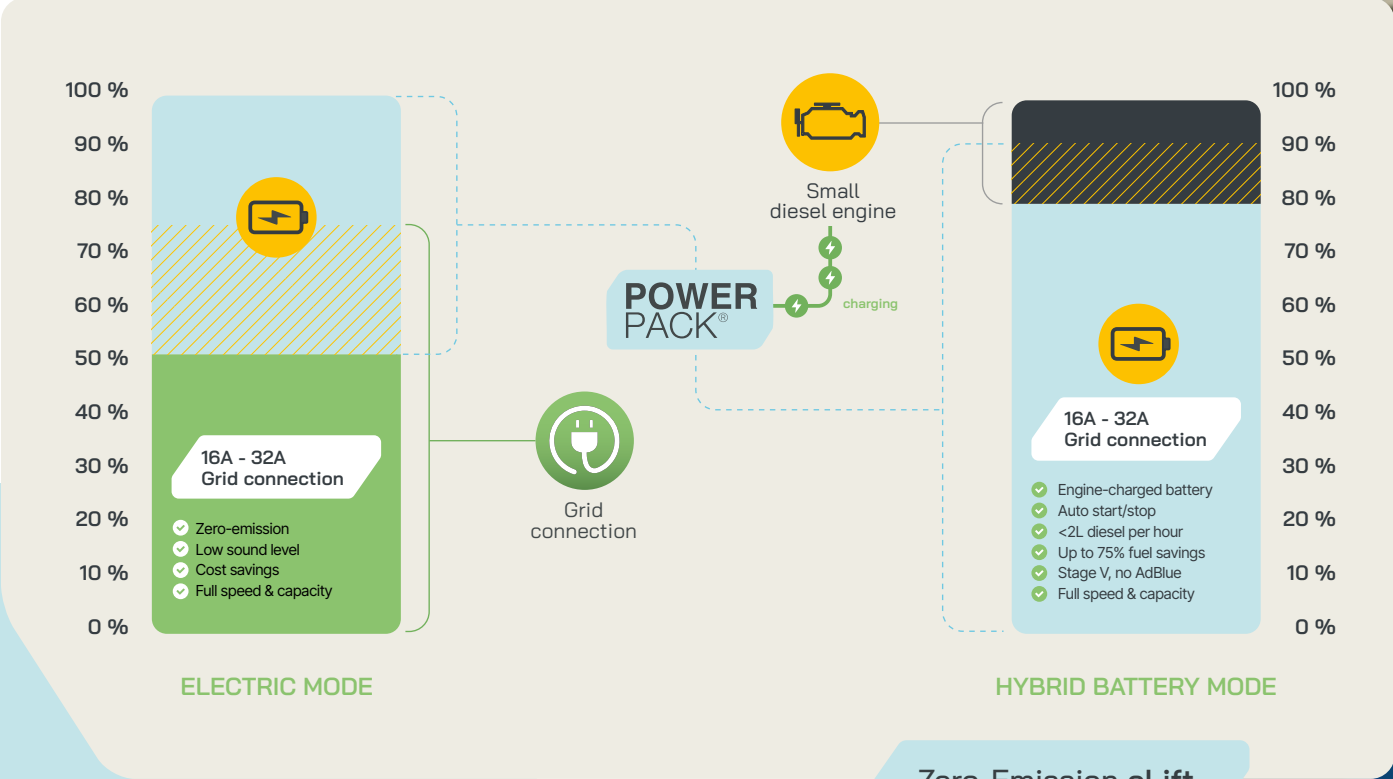 100 %
90 %
80 %
70 %
60 %
50 %
40 %
30 %
20 %
10 %
0 %
16A - 32A
Grid connection
Zero-emission
Low sound level
Cost savings
Full speed & capacity
ELECTRIC MODE
Grid
connection
POWER
PACK®
Small
diesel engine
charging
100 %
90 %
80 %
70 %
60 %
50 %
40 %
30 %
20 %
10 %
0 %
16A - 32A
Grid connection
Engine-charged battery
Auto start/stop
<2L diesel per hour
Up to 75% fuel savings
Stage V, no AdBlue
Full speed & capacity
HYBRID BATTERY MODE
Zero-Emission eLift